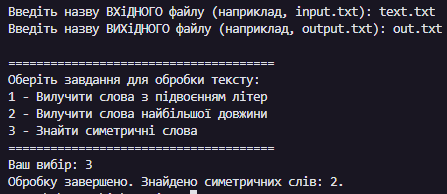 Введіть назву ВХіДНОГО файлу (наприклад, input.txt): text.txt
Введіть назву ВИХіДНОГО файлу (наприклад, output.txt): out.txt
======================================
Оберіть завдання для обробки тексту:
1 - Вилучити слова з підвоєнням літер
2 - Вилучити слова найбільшої довжини
3 - Знайти симетричні слова
======================================
Ваш вибір: 3
Обробку завершено. Знайдено симетричних слів: 2.